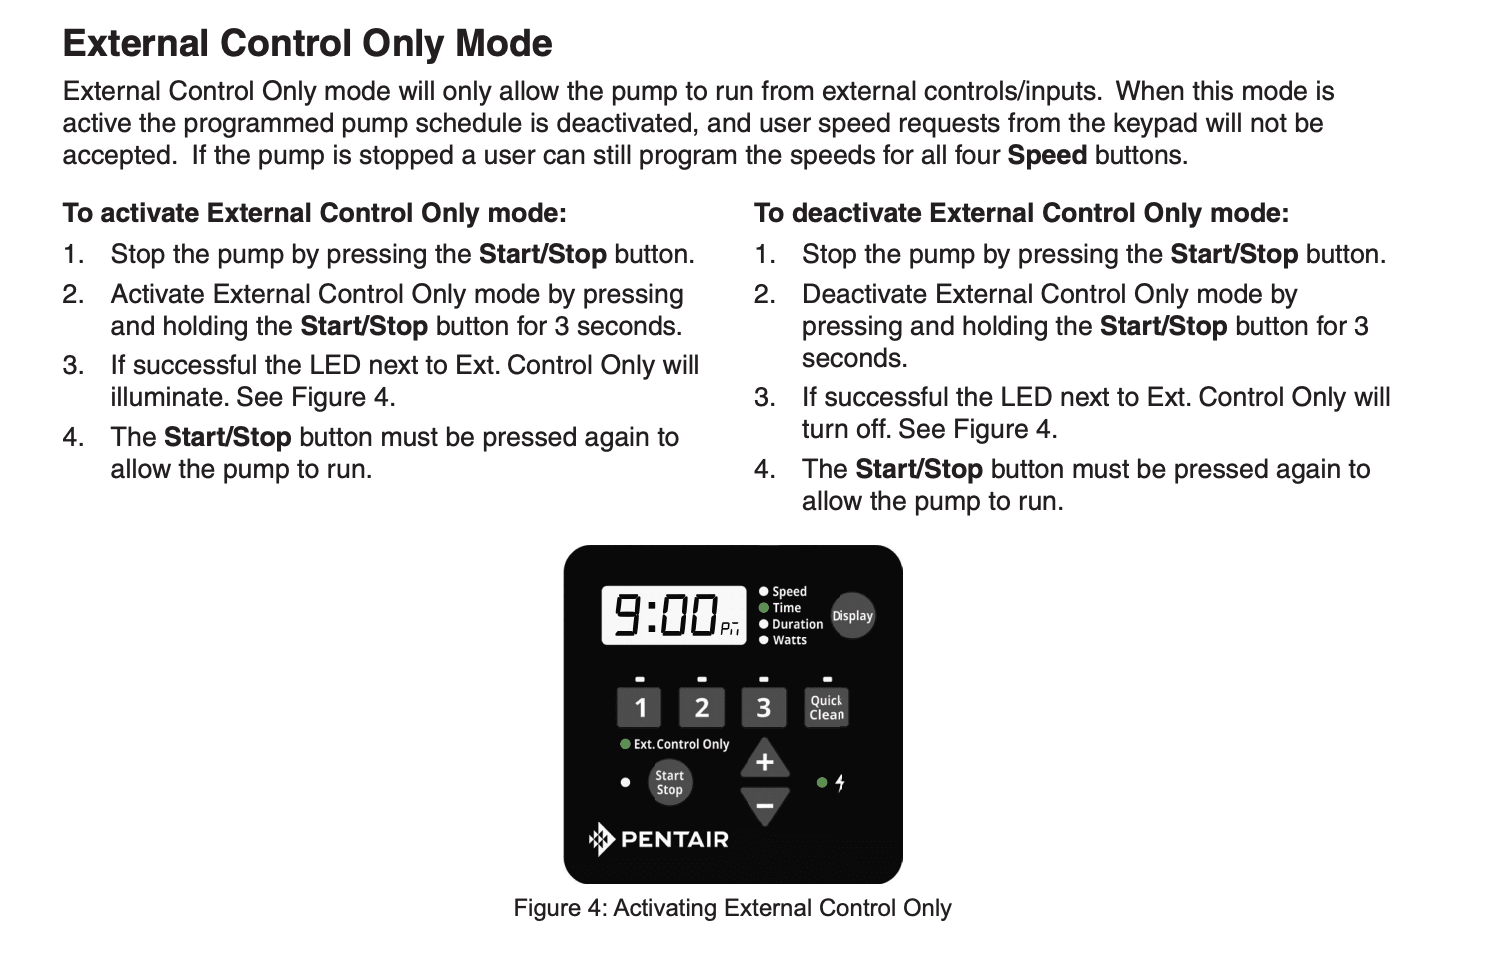 External Control Only Mode
External Control Only mode will only allow the pump to run from external controls/inputs.  When this mode is
active the programmed pump schedule is deactivated, and user speed requests from the keypad will not be
accepted.  If the pump is stopped a user can still program the speeds for all four Speed buttons.
To activate External Control Only mode:
1. Stop the pump by pressing the Start/Stop button.
2. Activate External Control Only mode by pressing
and holding the Start/Stop button for 3 seconds.
3. If successful the LED next to Ext. Control Only will
illuminate. See Figure 4.
4. The Start/Stop button must be pressed again to
allow the pump to run.
To deactivate External Control Only mode:
1. Stop the pump by pressing the Start/Stop button.
2. Deactivate External Control Only mode by
pressing and holding the Start/Stop button for 3
seconds.
3. If successful the LED next to Ext. Control Only will
turn off. See Figure 4.
4. The Start/Stop button must be pressed again to
allow the pump to run.
9:00 PM
Speed
Time
Duration
Watts
Display
1
2
3
Quick
Clean
Ext. Control Only
+
Start
Stop
−
PENTAIR
Figure 4: Activating External Control Only